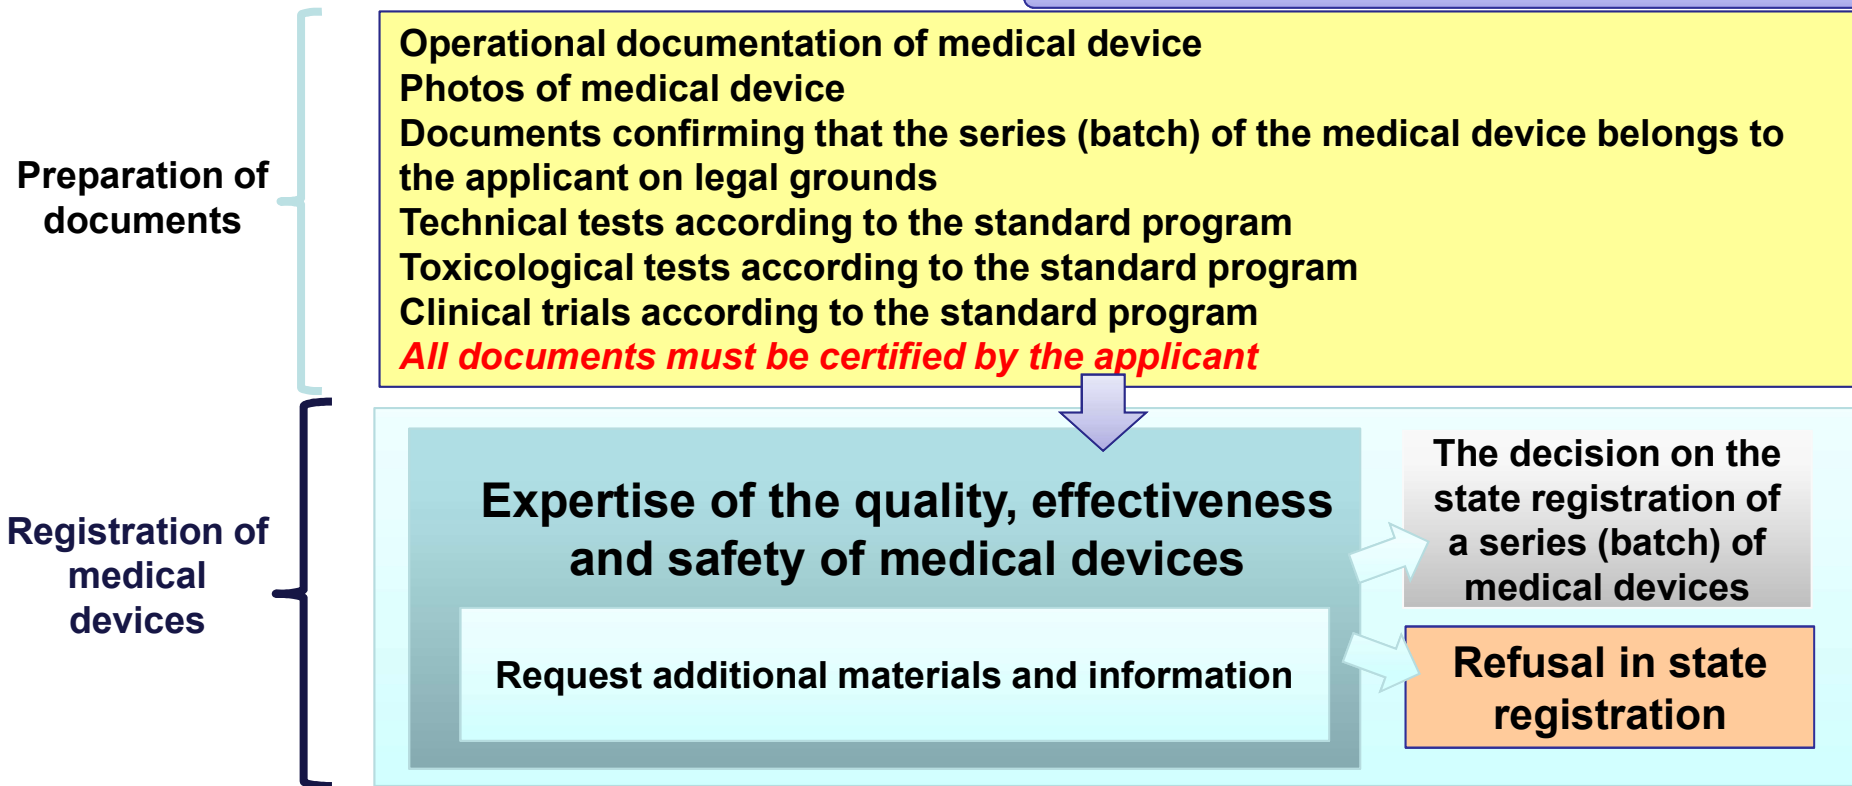 Preparation of
documents
Operational documentation of medical device
Photos of medical device
Documents confirming that the series (batch) of the medical device belongs to
the applicant on legal grounds
Technical tests according to the standard program
Toxicological tests according to the standard program
Clinical trials according to the standard program
All documents must be certified by the applicant
Registration of
medical
devices
Expertise of the quality, effectiveness
and safety of medical devices
Request additional materials and information
The decision on the
state registration of
a series (batch) of
medical devices
Refusal in state
registration